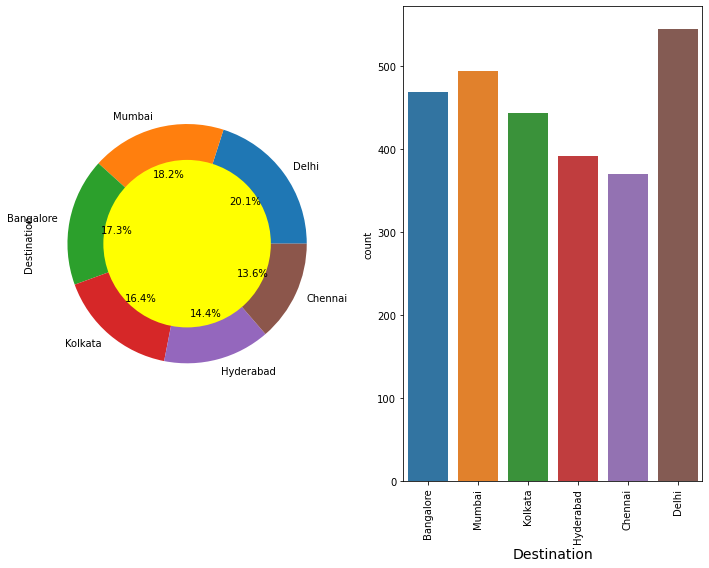 Mumbai
Delhi
18.2%
20.1%
Bangalore
17.3%
Destination
13.6%
16.4%
Chennai
14.4%
Kolkata
Hyderabad
500
400
300
200
100
0
count
Bangalore
Mumbai
Kolkata
Hyderabad
Chennai
Delhi
Destination